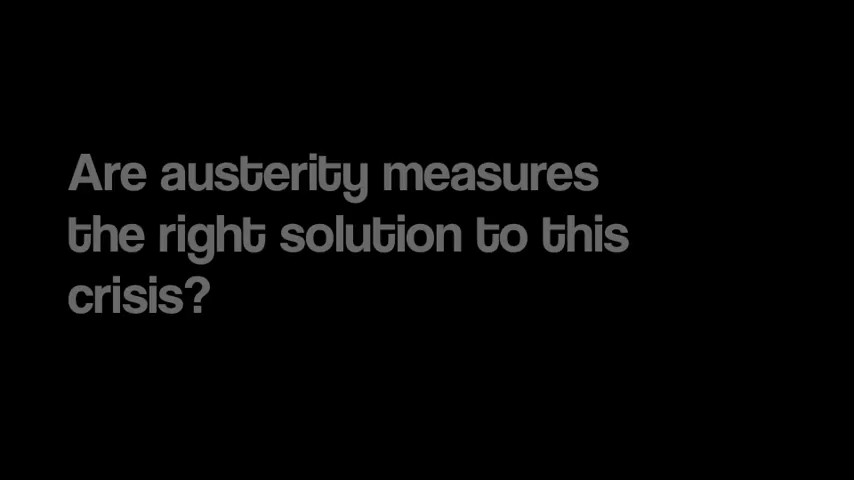 Are austerity measures
the right solution to this
crisis?